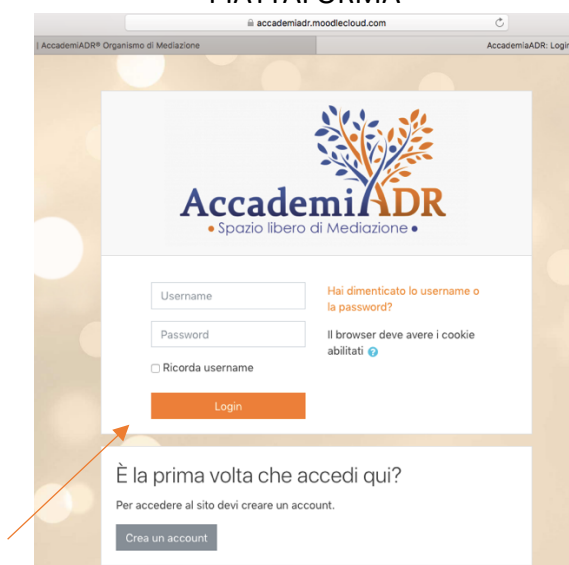 PIATTAFORMA
accademiadr.moodlecloud.com
| AccademiADR® Organismo di Mediazione
AccademiaADR: Login
AccademiADR
• Spazio libero di Mediazione •
Username
Hai dimenticato lo username o
la password?
Password
Il browser deve avere i cookie
abilitati ?
Ricorda username
Login
È la prima volta che accedi qui?
Per accedere al sito devi creare un account.
Crea un account